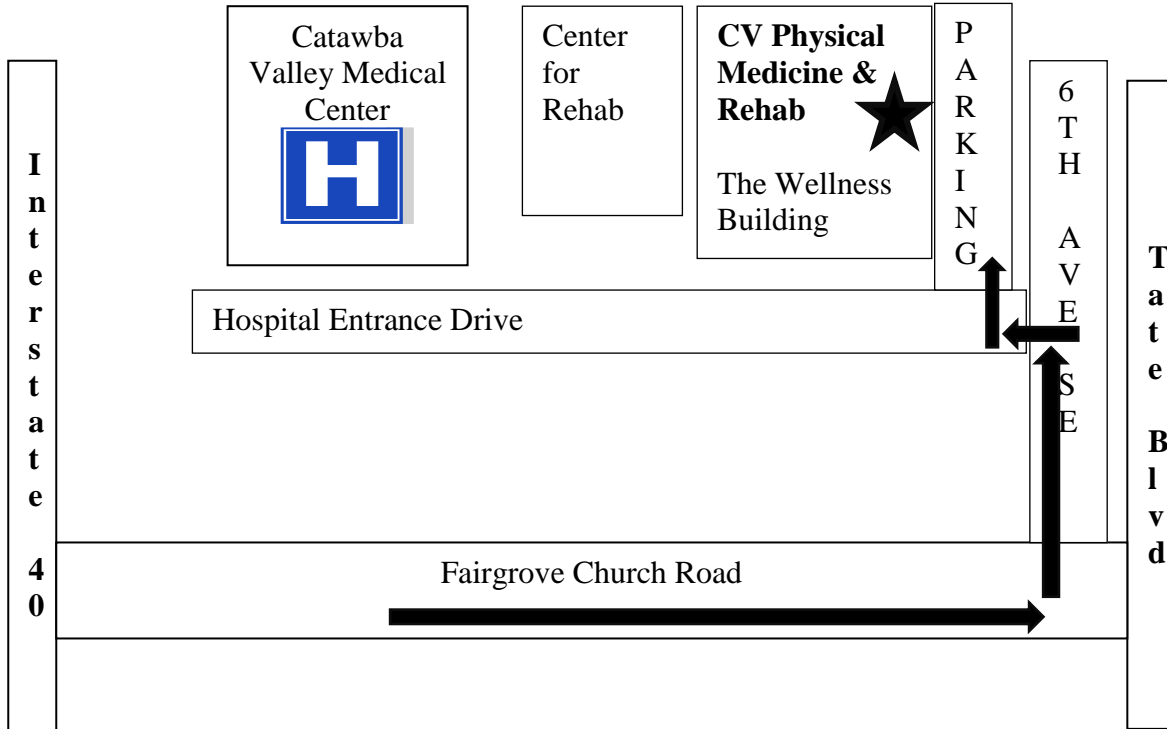 Catawba
Valley Medical
Center
H
Center
for
Rehab
CV Physical
Medicine &
Rehab
The Wellness
Building
PARKING
6TH AVE SE
Interstate 40
Tate Blvd
Hospital Entrance Drive
Fairgrove Church Road